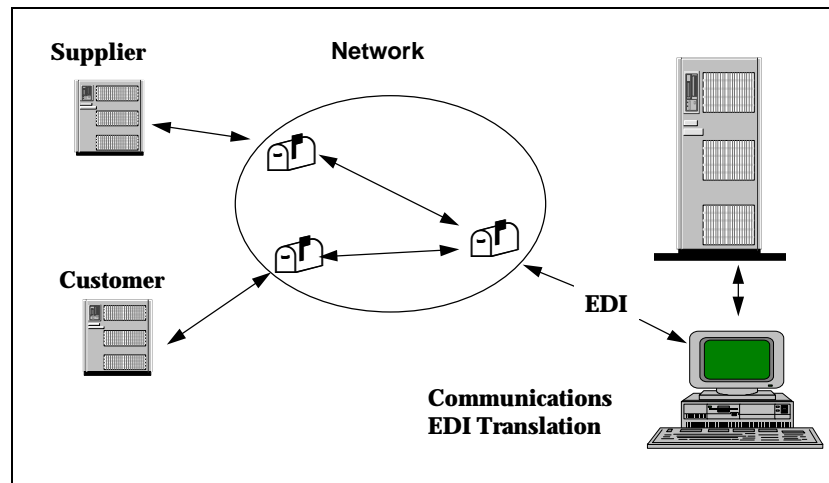 Supplier
Network
Customer
EDI
Communications
EDI Translation